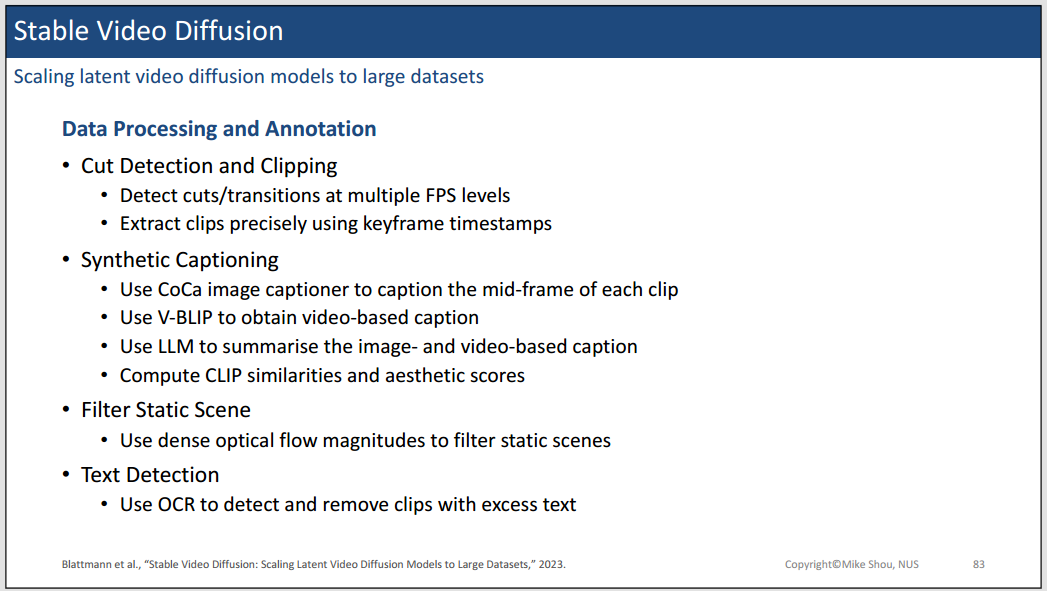 Stable Video Diffusion
Scaling latent video diffusion models to large datasets
Data Processing and Annotation
• Cut Detection and Clipping
• Detect cuts/transitions at multiple FPS levels
• Extract clips precisely using keyframe timestamps
• Synthetic Captioning
• Use CoCa image captioner to caption the mid-frame of each clip
• Use V-BLIP to obtain video-based caption
• Use LLM to summarise the image- and video-based caption
• Compute CLIP similarities and aesthetic scores
• Filter Static Scene
• Use dense optical flow magnitudes to filter static scenes
• Text Detection
• Use OCR to detect and remove clips with excess text
Blattmann et al., “Stable Video Diffusion: Scaling Latent Video Diffusion Models to Large Datasets,” 2023.
Copyright©Mike Shou, NUS
83